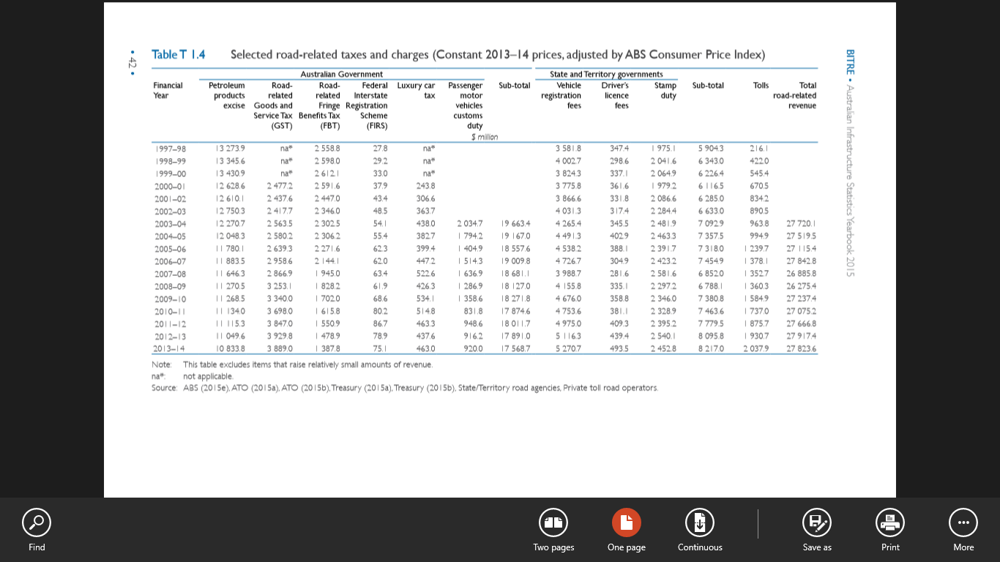 • 42 •
Table T 1.4 Selected road-related taxes and charges (Constant 2013–14 prices, adjusted by ABS Consumer Price Index)
Australian Government State and Territory governments
Financial Petroleum Road- Road- Federal Luxury car Passenger Sub-total Vehicle Driver's Stamp Sub-total Tolls Total
Year products related related Interstate tax motor registration licence duty road-related
excise Goods and Fringe Registration vehicles fees fees revenue
Service Tax Benefits Tax Scheme customs
(GST) (FBT) (FIRS) duty
$ million
1997–98 13 273.9 na* 2 558.8 27.8 na* 3 581.8 347.4 1 975.1 5 904.3 216.1
1998–99 13 345.6 na* 2 598.0 29.2 na* 4 002.7 298.6 2 041.6 6 343.0 422.0
1999–00 13 430.9 na* 2 612.1 33.0 na* 3 824.3 337.1 2 064.9 6 226.4 545.4
2000–01 12 628.6 2 477.2 2 591.6 37.9 243.8 3 775.8 361.6 1 979.2 6 116.5 670.5
2001–02 12 610.1 2 437.6 2 447.0 43.4 306.6 3 866.6 331.8 2 086.6 6 285.0 834.2
2002–03 12 750.3 2 417.7 2 346.0 48.5 363.7 4 031.3 317.4 2 284.4 6 633.0 890.5
2003–04 12 270.7 2 563.5 2 302.5 54.1 438.0 2 034.7 19 663.4 4 265.4 345.5 2 481.9 7 092.9 963.8 27 720.1
2004–05 12 048.3 2 580.2 2 306.2 55.4 382.7 1 794.2 19 167.0 4 491.3 402.9 2 463.3 7 357.5 994.9 27 519.5
2005–06 11 780.1 2 639.3 2 271.6 62.3 399.4 1 404.9 18 557.6 4 538.2 388.1 2 391.7 7 318.0 1 239.7 27 115.4
2006–07 11 883.5 2 958.6 2 144.1 62.0 447.2 1 514.3 19 009.8 4 726.7 304.9 2 423.2 7 454.9 1 378.1 27 842.8
2007–08 11 646.3 2 866.9 1 945.0 63.4 522.6 1 636.9 18 681.1 3 988.7 281.6 2 581.6 6 852.0 1 352.7 26 885.8
2008–09 11 270.5 3 253.1 1 828.2 61.9 426.3 1 286.9 18 127.0 4 155.8 335.1 2 297.2 6 788.1 1 360.3 26 275.4
2009–10 11 268.5 3 340.0 1 702.0 68.6 534.1 1 358.6 18 271.8 4 676.0 358.8 2 346.0 7 380.8 1 584.9 27 237.4
2010–11 11 134.0 3 698.0 1 615.8 80.2 514.8 831.8 17 874.6 4 753.6 381.1 2 328.9 7 463.6 1 737.0 27 075.2
2011–12 11 115.3 3 847.0 1 550.9 86.7 463.3 948.6 18 011.7 4 975.0 409.3 2 395.2 7 779.5 1 875.7 27 666.8
2012–13 11 049.6 3 929.8 1 478.9 78.9 437.6 916.2 17 891.0 5 116.3 439.4 2 540.1 8 095.8 1 930.7 27 917.4
2013–14 10 833.8 3 889.0 1 387.8 75.1 463.0 920.0 17 568.7 5 270.7 493.5 2 452.8 8 217.0 2 037.9 27 823.6
Note: This table excludes items that raise relatively small amounts of revenue.
na*: not applicable.
Source: ABS (2015e), ATO (2015a), ATO (2015b), Treasury (2015a), Treasury (2015b), State/Territory road agencies, Private toll road operators.
BITRE • Australian Infrastructure Statistics Yearbook 2015
Find Two pages One page Continuous Save as Print More